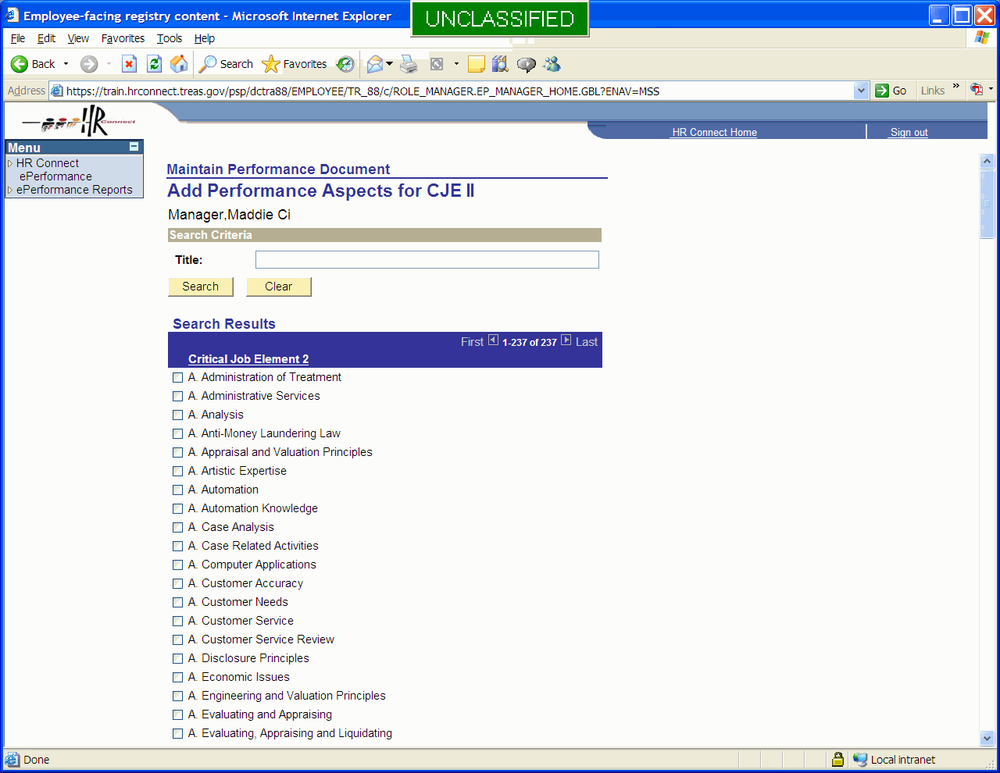 Employee-facing registry content - Microsoft Internet Explorer
UNCLASSIFIED
File Edit View Favorites Tools Help
Back Search Favorites
Address https://train.hrconnect.treas.gov/psp/dctra88/EMPLOYEE/TR_88/c/ROLE_MANAGER.EP_MANAGER_HOME.GBL?ENAV=MSS Go Links »
HR Connect
HR Connect Home Sign out
Menu
HR Connect
ePerformance
ePerformance Reports
Maintain Performance Document
Add Performance Aspects for CJE II
Manager,Maddie Ci
Search Criteria
Title:
Search Clear
Search Results
First 1-237 of 237 Last
Critical Job Element 2
A. Administration of Treatment
A. Administrative Services
A. Analysis
A. Anti-Money Laundering Law
A. Appraisal and Valuation Principles
A. Artistic Expertise
A. Automation
A. Automation Knowledge
A. Case Analysis
A. Case Related Activities
A. Computer Applications
A. Customer Accuracy
A. Customer Needs
A. Customer Service
A. Customer Service Review
A. Disclosure Principles
A. Economic Issues
A. Engineering and Valuation Principles
A. Evaluating and Appraising
A. Evaluating, Appraising and Liquidating
Done Local intranet